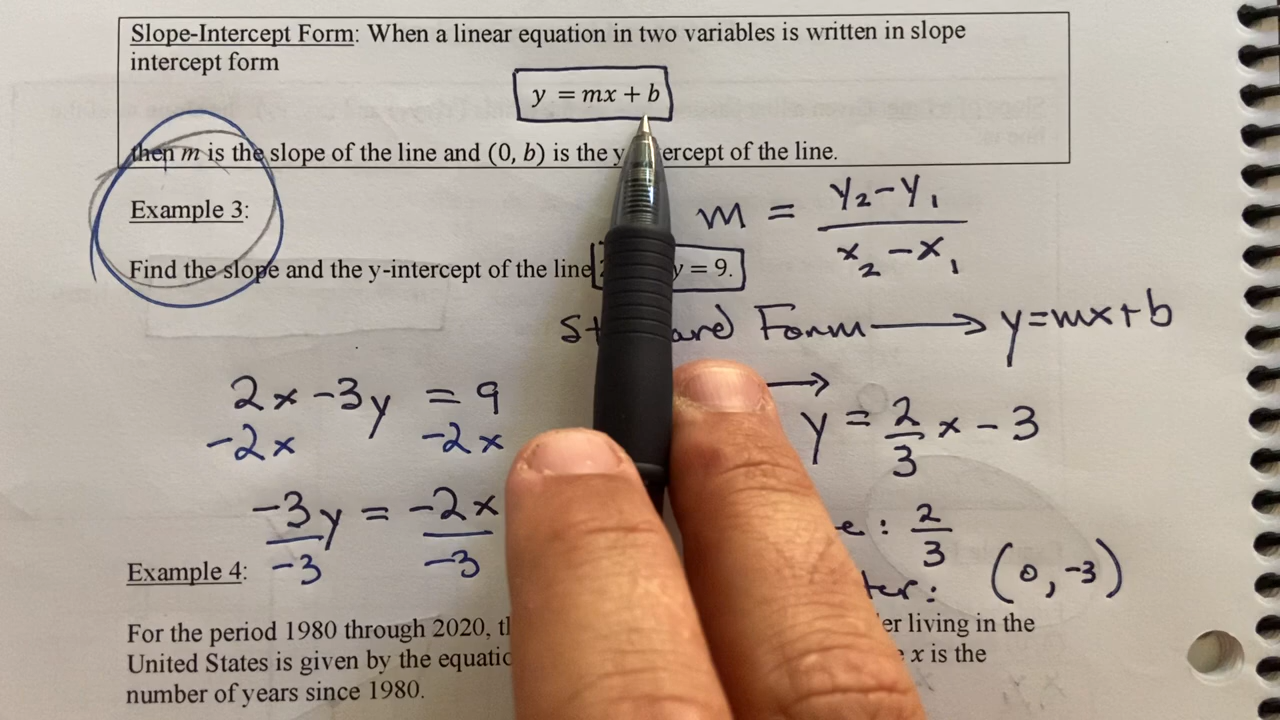 Slope-Intercept Form: When a linear equation in two variables is written in slope
intercept form
y = mx + b
then m is the slope of the line and (0, b) is the y ercept of the line.
m = y₂-y₁ / x₂-x₁
Example 3:
Find the slope and the y-intercept of the line y = 9.
Form → y=mx+b
2x -3y = 9
→
-2x -2x
y = 2/3 x - 3
-3y = -2x
-3 -3
: 2/3
(0, -3)
Example 4:
For the period 1980 through 2020, living in the
United States is given by the x is the
number of years since 1980.